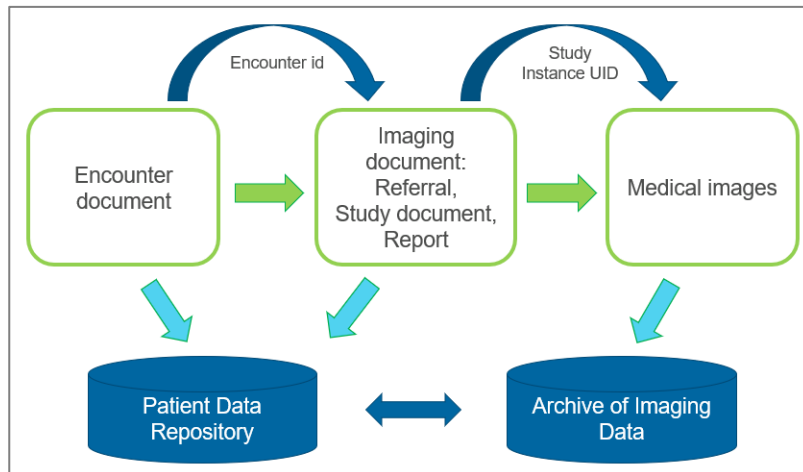 Encounter id
Study
Instance UID
Encounter
document
Imaging
document:
Referral,
Study document,
Report
Medical images
Patient Data
Repository
Archive of Imaging
Data